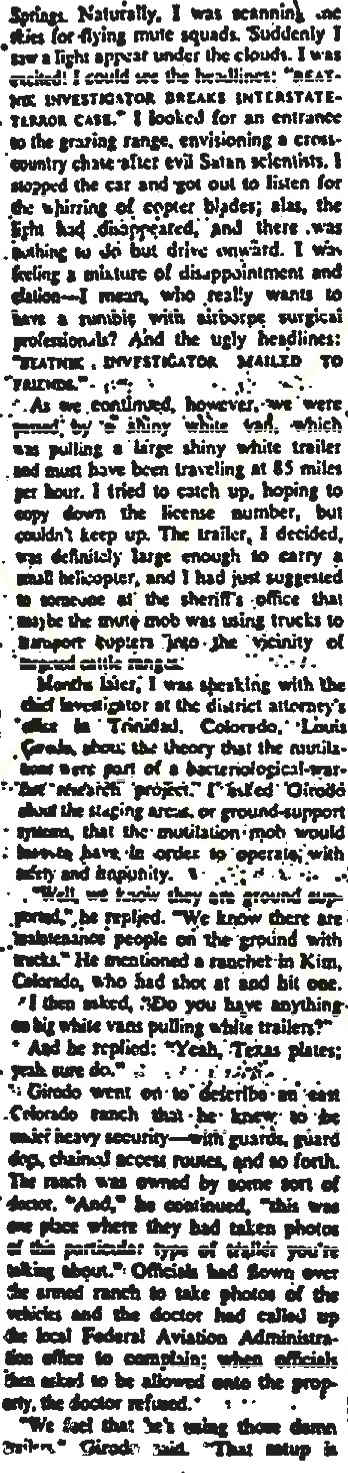 Springs. Naturally, I was scanning the
skies for flying mute squads. Suddenly I
saw a light appear under the clouds. I was
excited! I could see the headlines: "BEAT-
NIK INVESTIGATOR BREAKS INTERSTATE-
TERROR CASE." I looked for an entrance
to the grazing range, envisioning a cross-
country chase after evil Satan scientists. I
stopped the car and got out to listen for
the whirring of copter blades; alas, the
light had disappeared, and there was
nothing to do but drive onward. I was
feeling a mixture of disappointment and
elation—I mean, who really wants to
have a rumble with airborne surgical
professionals? And the ugly headlines:
"BEATNIK INVESTIGATOR MAILED TO
FRIENDS."
As we continued, however, we were
passed by a shiny white van, which
was pulling a large shiny white trailer
and must have been traveling at 85 miles
per hour. I tried to catch up, hoping to
copy down the license number, but
couldn't keep up. The trailer, I decided,
was definitely large enough to carry a
small helicopter, and I had just suggested
to someone at the sheriff's office that
maybe the mute mob was using trucks to
transport copters into the vicinity of
targeted cattle ranges.
Months later, I was speaking with the
chief investigator at the district attorney's
office in Trinidad, Colorado, Louis
Girodo, about the theory that the mutila-
tions were part of a bacteriological-war-
fare research project. I asked Girodo
about the staging areas, or ground-support
systems, that the mutilation mob would
have to have in order to operate with
safety and impunity.
"Well, we know they are ground sup-
ported," he replied. "We know there are
maintenance people on the ground with
trucks." He mentioned a rancher in Kim,
Colorado, who had shot at and hit one.
I then asked, "Do you have anything
on big white vans pulling white trailers?"
And he replied: "Yeah, Texas plates;
yeah sure do."
Girodo went on to describe an east
Colorado ranch that he knew to be
under heavy security—with guards, guard
dogs, chained access routes, and so forth.
The ranch was owned by some sort of
doctor. "And," he continued, "this was
one place where they had taken photos
of this particular type of trailer you're
talking about." Officials had flown over
the armed ranch to take photos of the
vehicles and the doctor had called up
the local Federal Aviation Administra-
tion office to complain; when officials
then asked to be allowed onto the prop-
erty, the doctor refused.
"We feel that he's using those damn
trailers," Girodo said. "That setup is